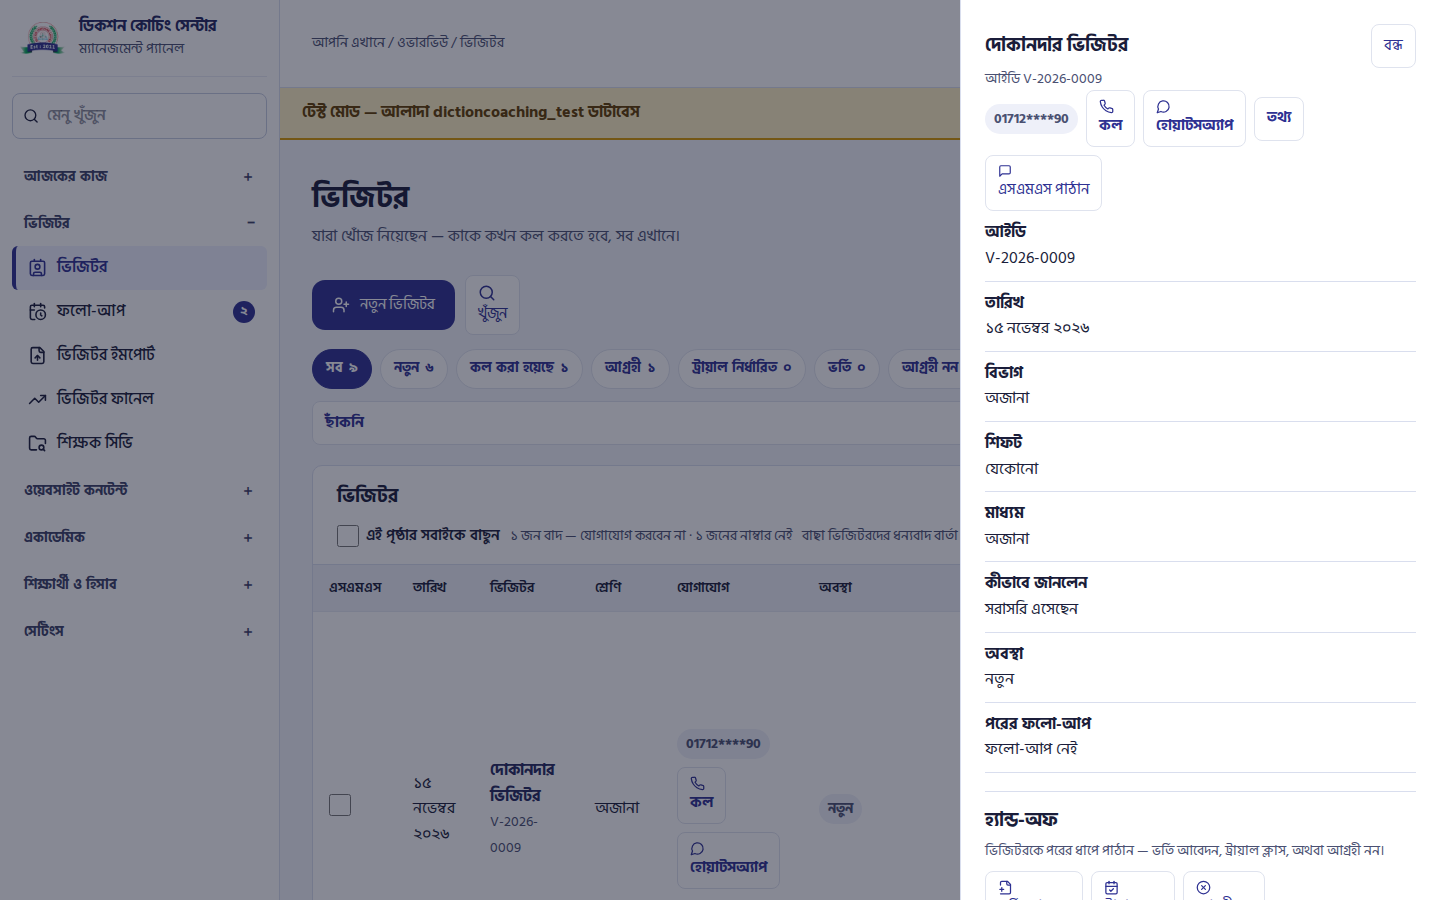 ডিকশন কোচিং সেন্টার
ম্যানেজমেন্ট প্যানেল
Est : 2011
মেনু খুঁজুন
আজকের কাজ +
ভিজিটর −
ভিজিটর
ফলো-আপ ২
ভিজিটর ইমপোর্ট
ভিজিটর ফানেল
শিক্ষক সিভি
ওয়েবসাইট কনটেন্ট +
একাডেমিক +
শিক্ষার্থী ও হিসাব +
সেটিংস +
আপনি এখানে / ওভারভিউ / ভিজিটর
টেস্ট মোড — আলাদা dictioncoaching_test ডাটাবেস
ভিজিটর
যারা খোঁজ নিয়েছেন — কাকে কখন কল করতে হবে, সব এখানে।
নতুন ভিজিটর
খুঁজুন
সব ৯ নতুন ৬ কল করা হয়েছে ১ আগ্রহী ১ ট্রায়াল নির্ধারিত ০ ভর্তি ০ আগ্রহী নন
ছাঁকনি
ভিজিটর
এই পৃষ্ঠার সবাইকে বাছুন ১ জন বাদ — যোগাযোগ করবেন না · ১ জনের নাম্বার নেই বাছা ভিজিটরদের ধন্যবাদ বার্তা
এসএমএস তারিখ ভিজিটর শ্রেণি যোগাযোগ অবস্থা
১৫ নভেম্বর ২০২৬
দোকানদার ভিজিটর
V-2026-0009
অজানা
01712****90
কল
হোয়াটসঅ্যাপ
নতুন
দোকানদার ভিজিটর
বন্ধ
আইডি V-2026-0009
01712****90 কল হোয়াটসঅ্যাপ তথ্য
এসএমএস পাঠান
আইডি
V-2026-0009
তারিখ
১৫ নভেম্বর ২০২৬
বিভাগ
অজানা
শিফট
যেকোনো
মাধ্যম
অজানা
কীভাবে জানলেন
সরাসরি এসেছেন
অবস্থা
নতুন
পরের ফলো-আপ
ফলো-আপ নেই
হ্যান্ড-অফ
ভিজিটরকে পরের ধাপে পাঠান — ভর্তি আবেদন, ট্রায়াল ক্লাস, অথবা আগ্রহী নন।